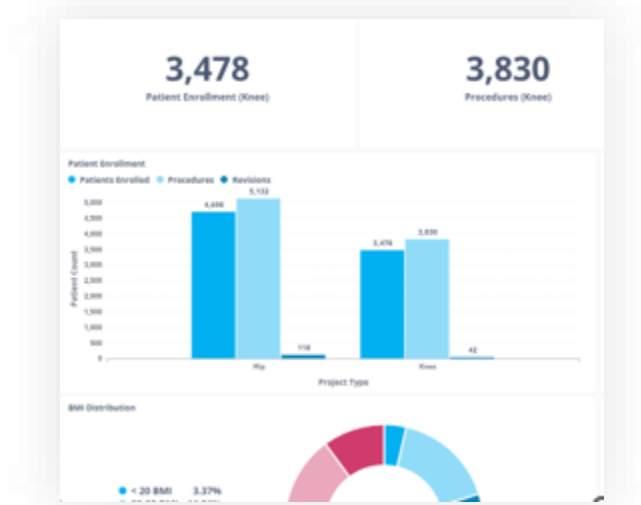 3,478
Patient Enrollment (Knee)
3,830
Procedures (Knee)
Patient Enrollment
Patients Enrolled Procedures Revisions
5,132
5,000
4,698
4,500
4,000
3,830
3,478
3,500
3,000
2,500
2,000
1,500
1,000
500
42
0
Patient Count
Hip Knee
Project Type
BMI Distribution
< 20 BMI 3.37%